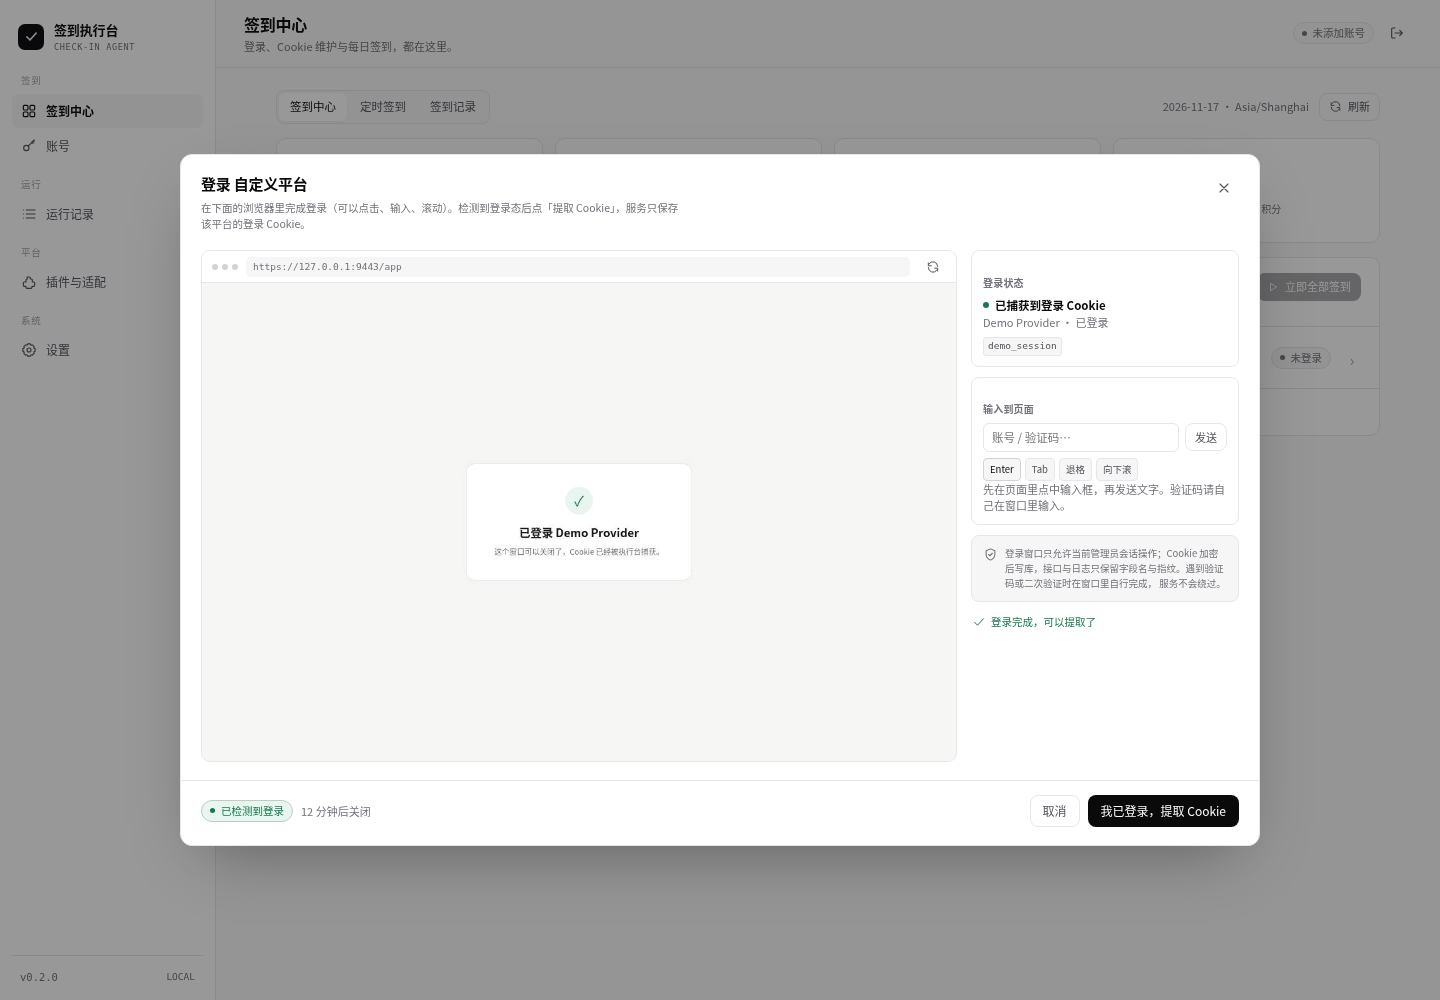 签到执行台
CHECK-IN AGENT
签到
签到中心
账号
运行
运行记录
平台
插件与适配
系统
设置
v0.2.0
LOCAL
签到中心
登录、Cookie 维护与每日签到，都在这里。
未添加账号
签到中心
定时签到
签到记录
2026-11-17 · Asia/Shanghai
刷新
积分
立即全部签到
未登录
登录 自定义平台
在下面的浏览器里完成登录（可以点击、输入、滚动）。检测到登录态后点「提取 Cookie」，服务只保存
该平台的登录 Cookie。
https://127.0.0.1:9443/app
已登录 Demo Provider
这个窗口可以关闭了，Cookie 已经被执行台捕获。
登录状态
已捕获到登录 Cookie
Demo Provider · 已登录
demo_session
输入到页面
账号 / 验证码…
发送
Enter
Tab
退格
向下滚
先在页面里点中输入框，再发送文字。验证码请自
己在窗口里输入。
登录窗口只允许当前管理员会话操作；Cookie 加密
后写库，接口与日志只保留字段名与指纹。遇到验证
码或二次验证时在窗口里自行完成， 服务不会绕过。
登录完成，可以提取了
已检测到登录
12 分钟后关闭
取消
我已登录，提取 Cookie